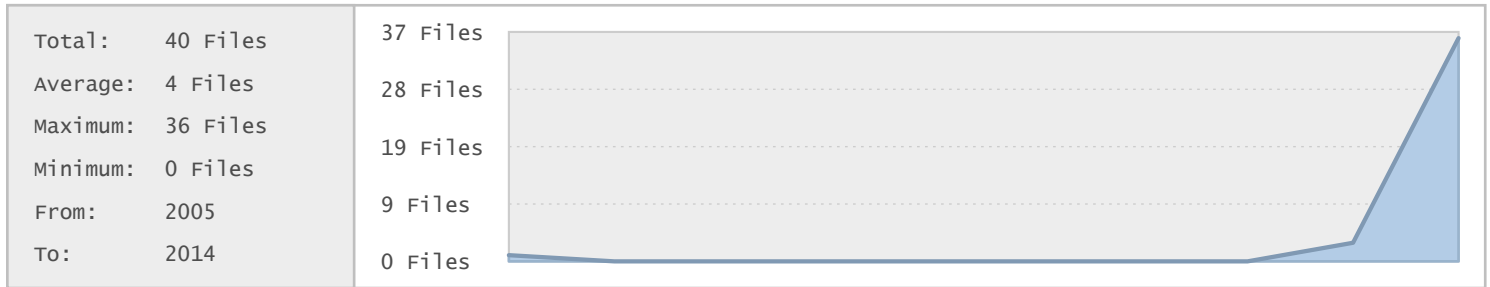 Total: 40 Files
Average: 4 Files
Maximum: 36 Files
Minimum: 0 Files
From: 2005
To: 2014
37 Files
28 Files
19 Files
9 Files
0 Files